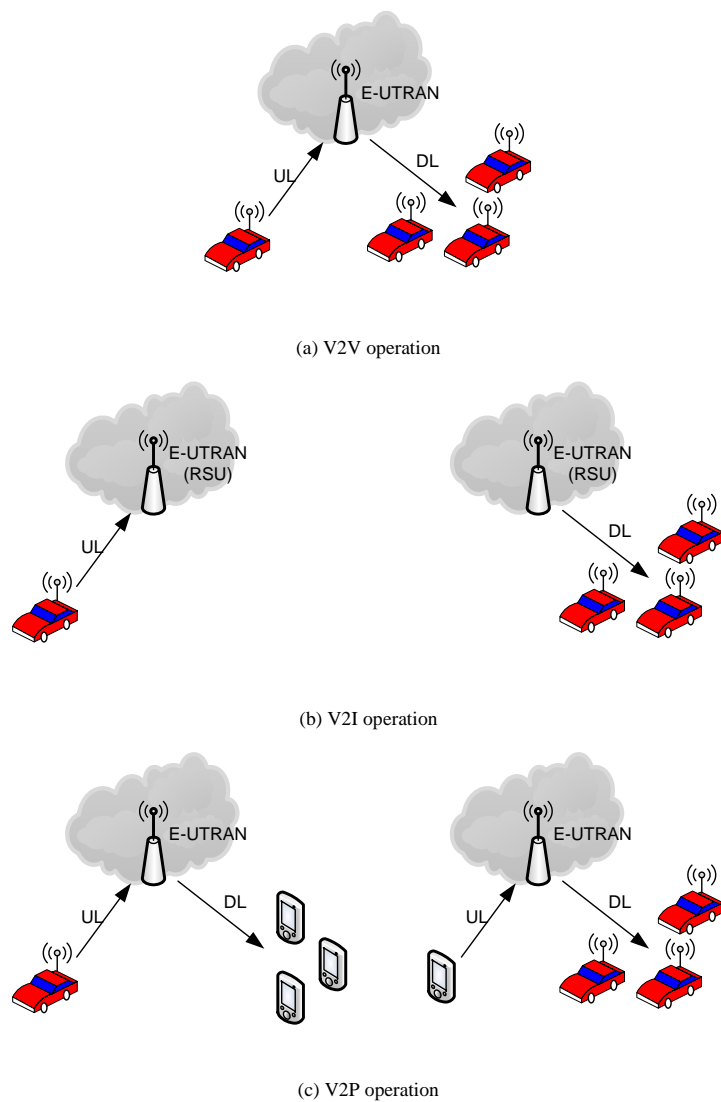 E-UTRAN
UL
DL
(a) V2V operation
E-UTRAN
(RSU)
UL
E-UTRAN
(RSU)
DL
(b) V2I operation
E-UTRAN
UL
DL
E-UTRAN
UL
DL
(c) V2P operation